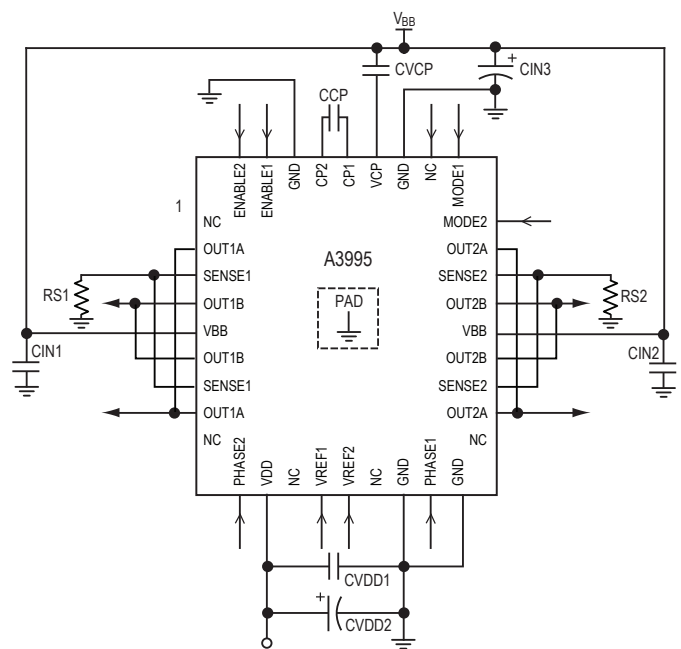 VBB
CVCP
+
CIN3
CCP
ENABLE2
ENABLE1
GND
CP2
CP1
VCP
GND
NC
MODE1
1
NC
MODE2
OUT1A
A3995
OUT2A
SENSE1
SENSE2
RS1
OUT1B
PAD
OUT2B
RS2
VBB
VBB
CIN1
OUT1B
OUT2B
CIN2
SENSE1
SENSE2
OUT1A
OUT2A
NC
NC
PHASE2
VDD
NC
VREF1
VREF2
NC
GND
PHASE1
GND
CVDD1
+
CVDD2